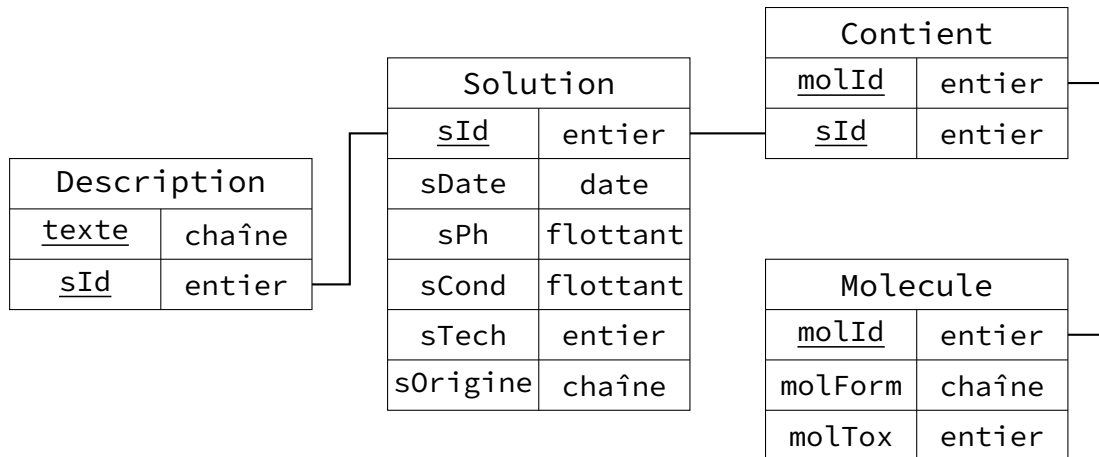 Description
texte chaîne
sId entier
Solution
sId entier
sDate date
sPh flottant
sCond flottant
sTech entier
sOrigine chaîne
Contient
molId entier
sId entier
Molecule
molId entier
molForm chaîne
molTox entier